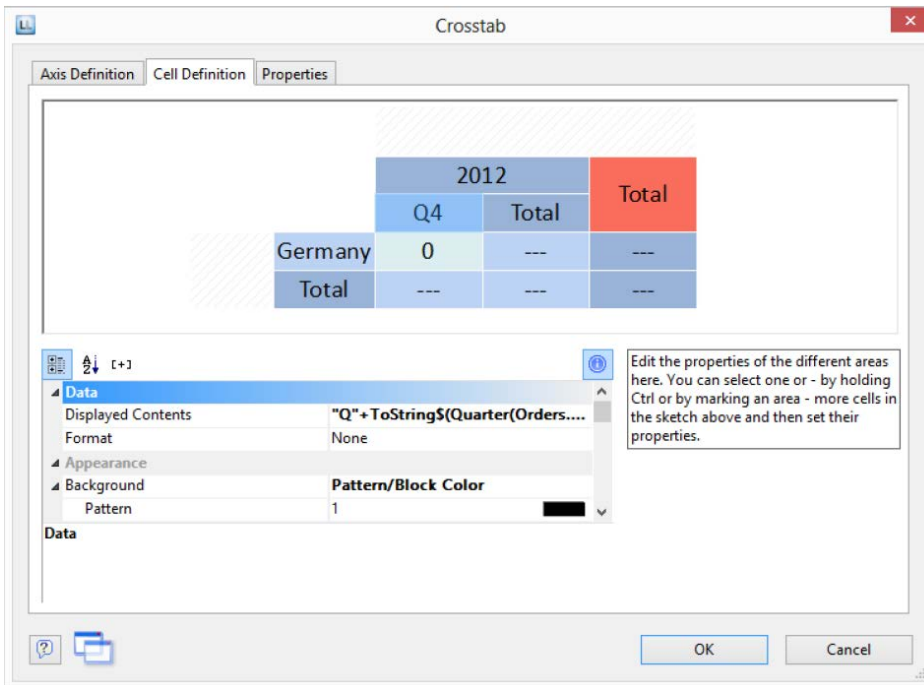 LL
Crosstab
Axis Definition Cell Definition Properties
2012 Total
Q4 Total
Germany 0 --- ---
Total --- --- ---
A Z [+]
Data
Displayed Contents "Q"+ToString$(Quarter(Orders....
Format None
Appearance
Background Pattern/Block Color
Pattern 1
Data
Edit the properties of the different areas
here. You can select one or - by holding
Ctrl or by marking an area - more cells in
the sketch above and then set their
properties.
OK Cancel